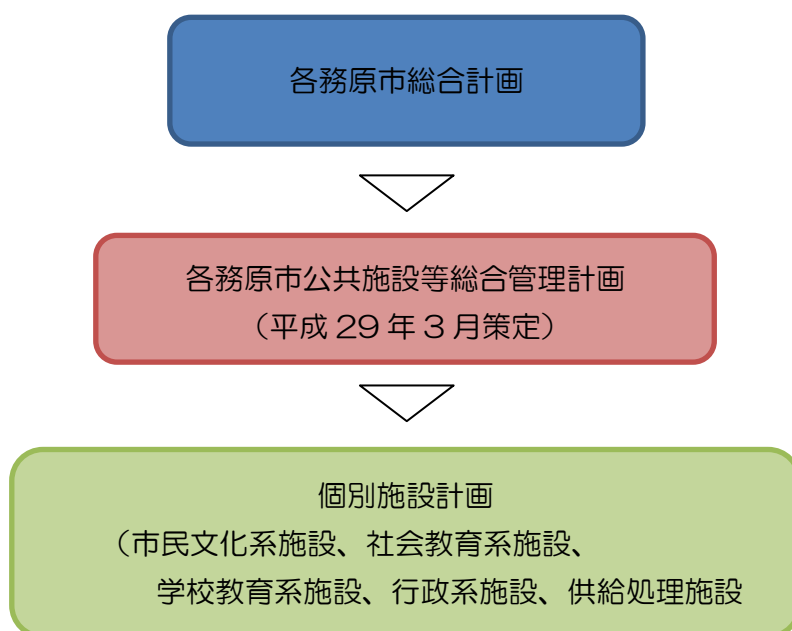 各務原市総合計画
各務原市公共施設等総合管理計画
（平成 29 年 3 月策定）
個別施設計画
（市民文化系施設、社会教育系施設、
学校教育系施設、行政系施設、供給処理施設